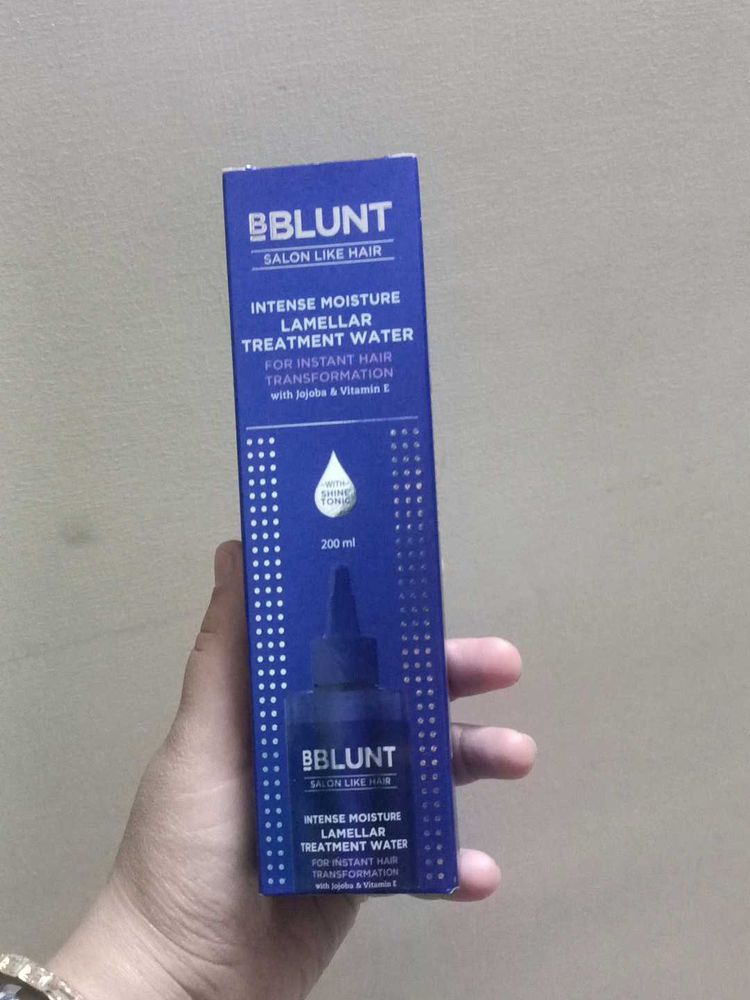 BBLUNT
SALON LIKE HAIR
INTENSE MOISTURE
LAMELLAR
TREATMENT WATER
FOR INSTANT HAIR
TRANSFORMATION
with Jojoba & Vitamin E
WITH
SHINE
TONIC
200 ml
BBLUNT
SALON LIKE HAIR
INTENSE MOISTURE
LAMELLAR
TREATMENT WATER
FOR INSTANT HAIR
TRANSFORMATION
with Jojoba & Vitamin E